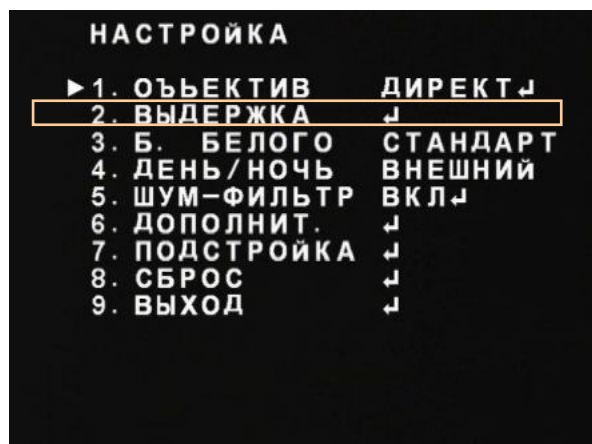 НАСТРОйКА
►1. ОЪЬЕКТИВ ДИРЕКТ↲
2. ВЫДЕРЖКА ↲
3. Б. БЕЛОГО СТАНДАРТ
4. ДЕНЬ/НОЧЬ ВНЕШНИй
5. ШУМ–ФИЛЬТР ВКЛ↲
6. ДОПОЛНИТ. ↲
7. ПОДСТРОйКА ↲
8. СБРОС ↲
9. ВЫХОД ↲